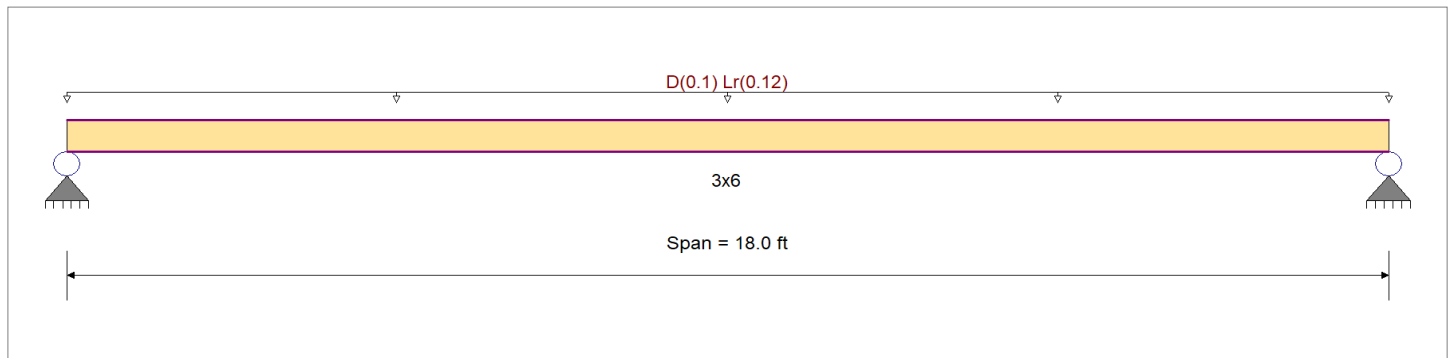 D(0.1) Lr(0.12)
3x6
Span = 18.0 ft